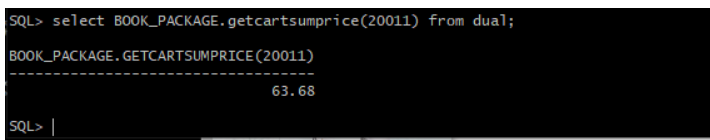 SQL> select BOOK_PACKAGE.getcartsumprice(20011) from dual;
BOOK_PACKAGE.GETCARTSUMPRICE(20011)
-----------------------------------
63.68
SQL>